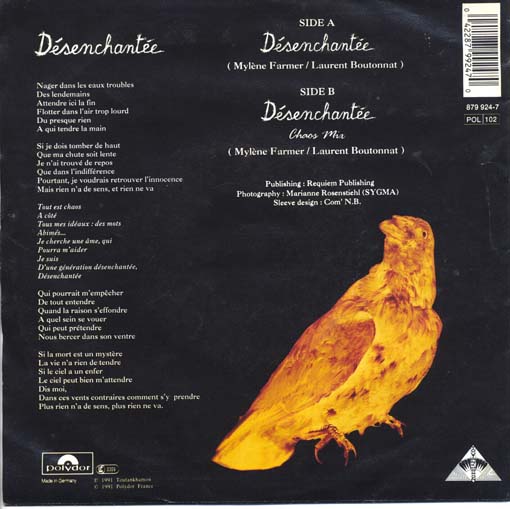 Désenchantée
Nager dans les eaux troubles
Des lendemains
Attendre ici la fin
Flotter dans l'air trop lourd
Du presque rien
A qui tendre la main
Si je dois tomber de haut
Que ma chute soit lente
Je n'ai trouvé de repos
Que dans l'indifférence
Pourtant, je voudrais retrouver l'innocence
Mais rien n'a de sens, et rien ne va
Tout est chaos
A côté
Tous mes idéaux : des mots
Abimés...
Je cherche une âme, qui
Pourra m'aider
Je suis
D'une génération désenchantée,
Désenchantée
Qui pourrait m'empêcher
De tout entendre
Quand la raison s'effondre
A quel sein se vouer
Qui peut prétendre
Nous bercer dans son ventre
Si la mort est un mystère
La vie n'a rien de tendre
Si le ciel a un enfer
Le ciel peut bien m'attendre
Dis moi,
Dans ces vents contraires comment s'y prendre
Plus rien n'a de sens, plus rien ne va.
polydor
Made in Germany
℗ 1991 Toutankhamon
© 1991 Polydor France
SIDE A
Désenchantée
( Mylène Farmer / Laurent Boutonnat )
SIDE B
Désenchantée
Chaos Mix
( Mylène Farmer / Laurent Boutonnat )
Publishing : Requiem Publishing
Photography : Marianne Rosenstiehl (SYGMA)
Sleeve design : Com' N.B.
0 42287 99247 0
879 924-7
POL 102